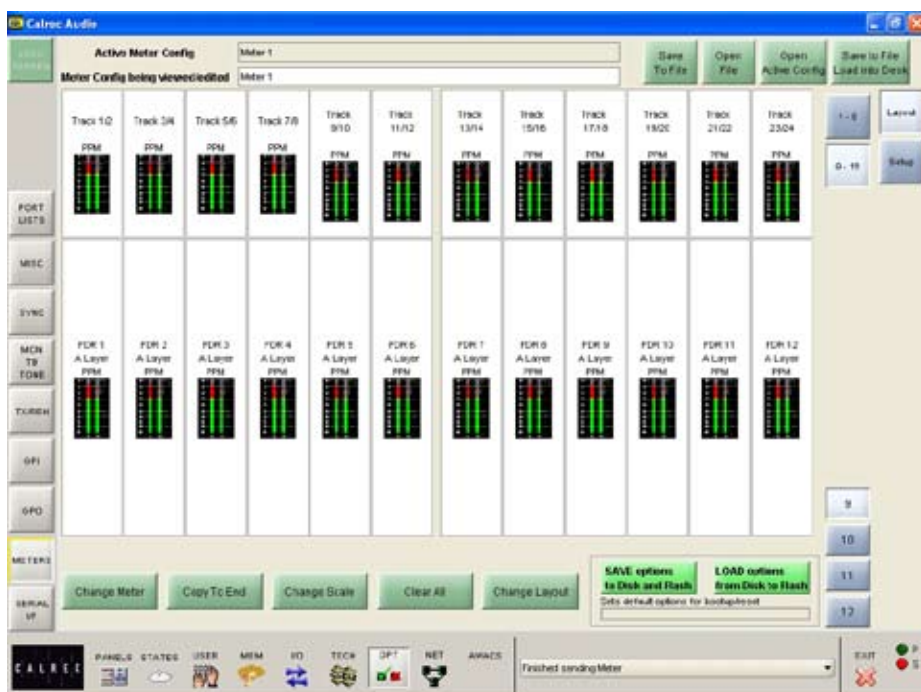 Calrec Audio
Active Meter Config
Meter 1
Meter Config being viewed/edited
Meter 1
Save To File
Open File
Open Active Config
Save to File
Load into Desk
Track 1/2
Track 3/4
Track 5/6
Track 7/8
Track 9/10
Track 11/12
Track 13/14
Track 15/16
Track 17/18
Track 19/20
Track 21/22
Track 23/24
PPM PPM PPM PPM PPM PPM PPM PPM PPM PPM PPM PPM
1 - 8
Layout
Setup
PORT LISTS
MISC
SYNC
TX/REH
GPI
GPO
METERS
SERIAL I/F
FDR 1 A Layer PPM
FDR 2 A Layer PPM
FDR 3 A Layer PPM
FDR 4 A Layer PPM
FDR 5 A Layer PPM
FDR 6 A Layer PPM
FDR 7 A Layer PPM
FDR 8 A Layer PPM
FDR 9 A Layer PPM
FDR 10 A Layer PPM
FDR 11 A Layer PPM
FDR 12 A Layer PPM
9
10
11
12
Change Meter
Copy To End
Change Scale
Clear All
Change Layout
SAVE options to Disk and Flash
LOAD options from Disk to Flash
Sets default options for bootup/reset
CALREC
PANELS
STATES
USER
MEM
I/O
TECH
OPT
NET
AWACS
Finished sending Meter
EXIT
P
S